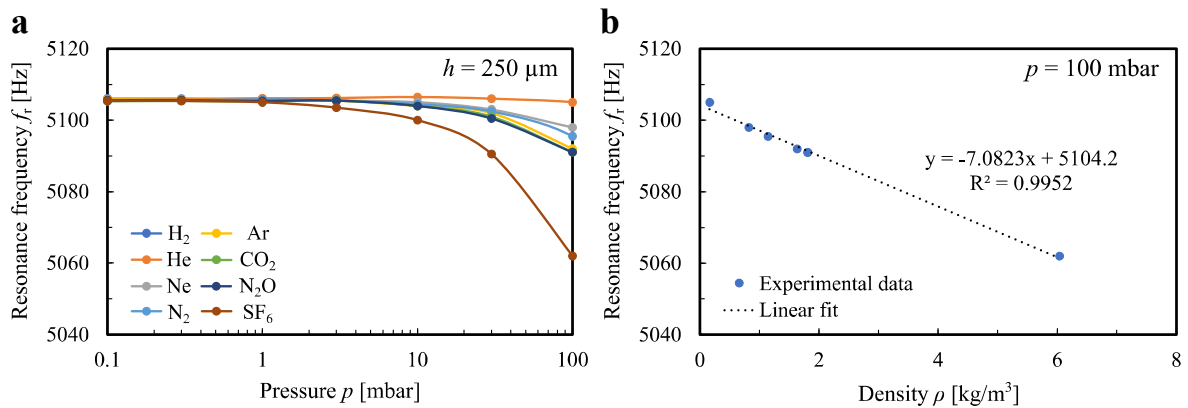 a
Resonance frequency fᵣ [Hz]
5120
5100
5080
5060
5040
h = 250 µm
H₂
Ar
He
CO₂
Ne
N₂O
N₂
SF₆
0.1
1
10
100
Pressure p [mbar]
b
Resonance frequency fᵣ [Hz]
5120
5100
5080
5060
5040
p = 100 mbar
y = -7.0823x + 5104.2
R² = 0.9952
Experimental data
Linear fit
0
2
4
6
8
Density ρ [kg/m³]